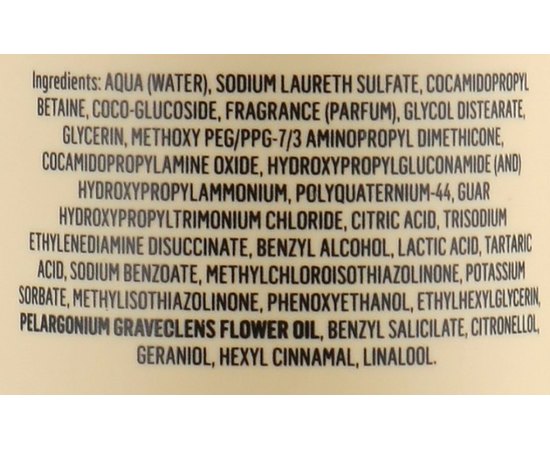 Ingredients: AQUA (WATER), SODIUM LAURETH SULFATE, COCAMIDOPROPYL
BETAINE, COCO-GLUCOSIDE, FRAGRANCE (PARFUM), GLYCOL DISTEARATE,
GLYCERIN, METHOXY PEG/PPG-7/3 AMINOPROPYL DIMETHICONE,
COCAMIDOPROPYLAMINE OXIDE, HYDROXYPROPYLGLUCONAMIDE (AND)
HYDROXYPROPYLAMMONIUM, POLYQUATERNIUM-44, GUAR
HYDROXYPROPYLTRIMONIUM CHLORIDE, CITRIC ACID, TRISODIUM
ETHYLENEDIAMINE DISUCCINATE, BENZYL ALCOHOL, LACTIC ACID, TARTARIC
ACID, SODIUM BENZOATE, METHYLCHLOROISOTHIAZOLINONE, POTASSIUM
SORBATE, METHYLISOTHIAZOLINONE, PHENOXYETHANOL, ETHYLHEXYLGLYCERIN,
PELARGONIUM GRAVECLENS FLOWER OIL, BENZYL SALICILATE, CITRONELLOL,
GERANIOL, HEXYL CINNAMAL, LINALOOL.